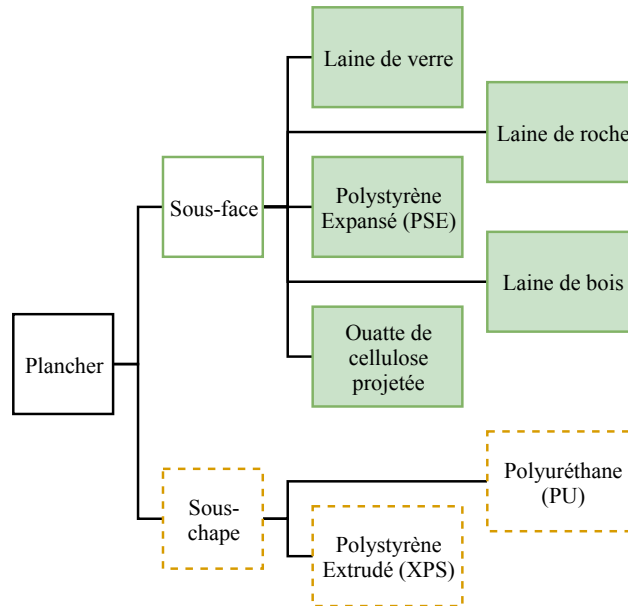 Laine de verre
Laine de roche
Sous-face
Polystyrène
Expansé (PSE)
Laine de bois
Plancher
Ouatte de
cellulose
projetée
Polyuréthane
(PU)
Sous-
chape
Polystyrène
Extrudé (XPS)